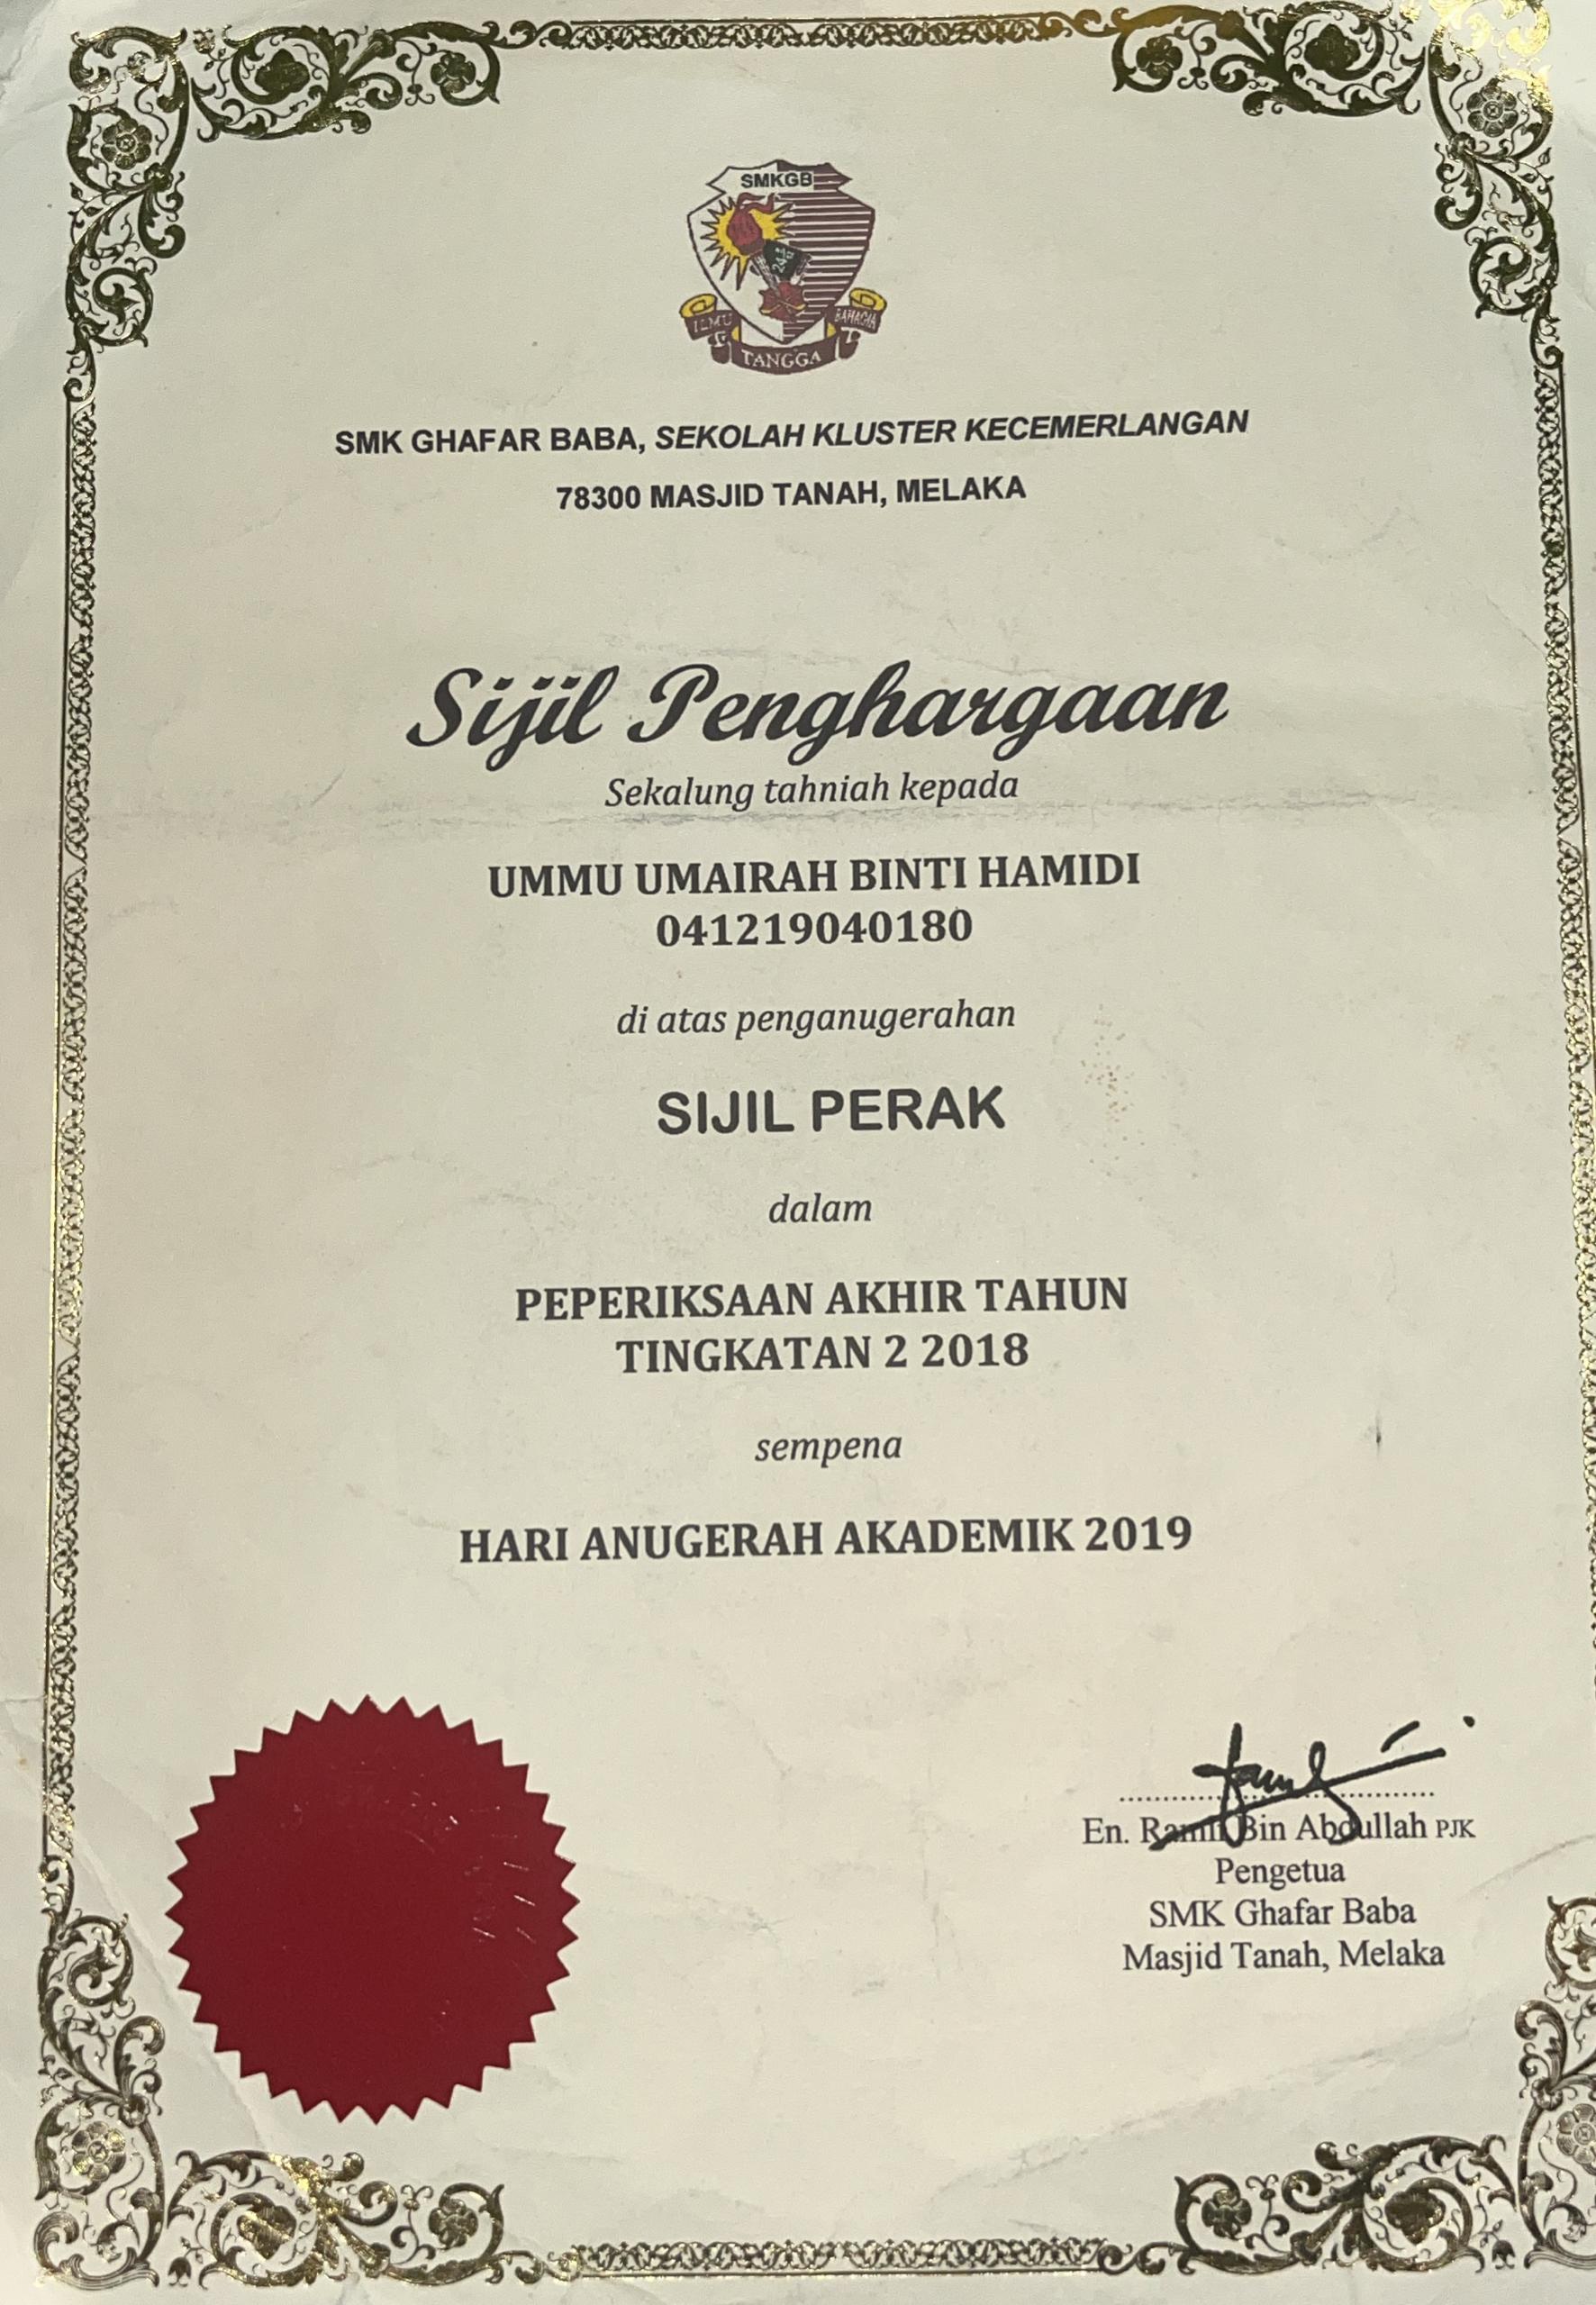 SMKGB
ILMU TANGGA BAHAGIA
SMK GHAFAR BABA, SEKOLAH KLUSTER KECEMERLANGAN
78300 MASJID TANAH, MELAKA
Sijil Penghargaan
Sekalung tahniah kepada
UMMU UMAIRAH BINTI HAMIDI
041219040180
di atas penganugerahan
SIJIL PERAK
dalam
PEPERIKSAAN AKHIR TAHUN
TINGKATAN 2 2018
sempena
HARI ANUGERAH AKADEMIK 2019
En. Ramli Bin Abdullah PJK
Pengetua
SMK Ghafar Baba
Masjid Tanah, Melaka